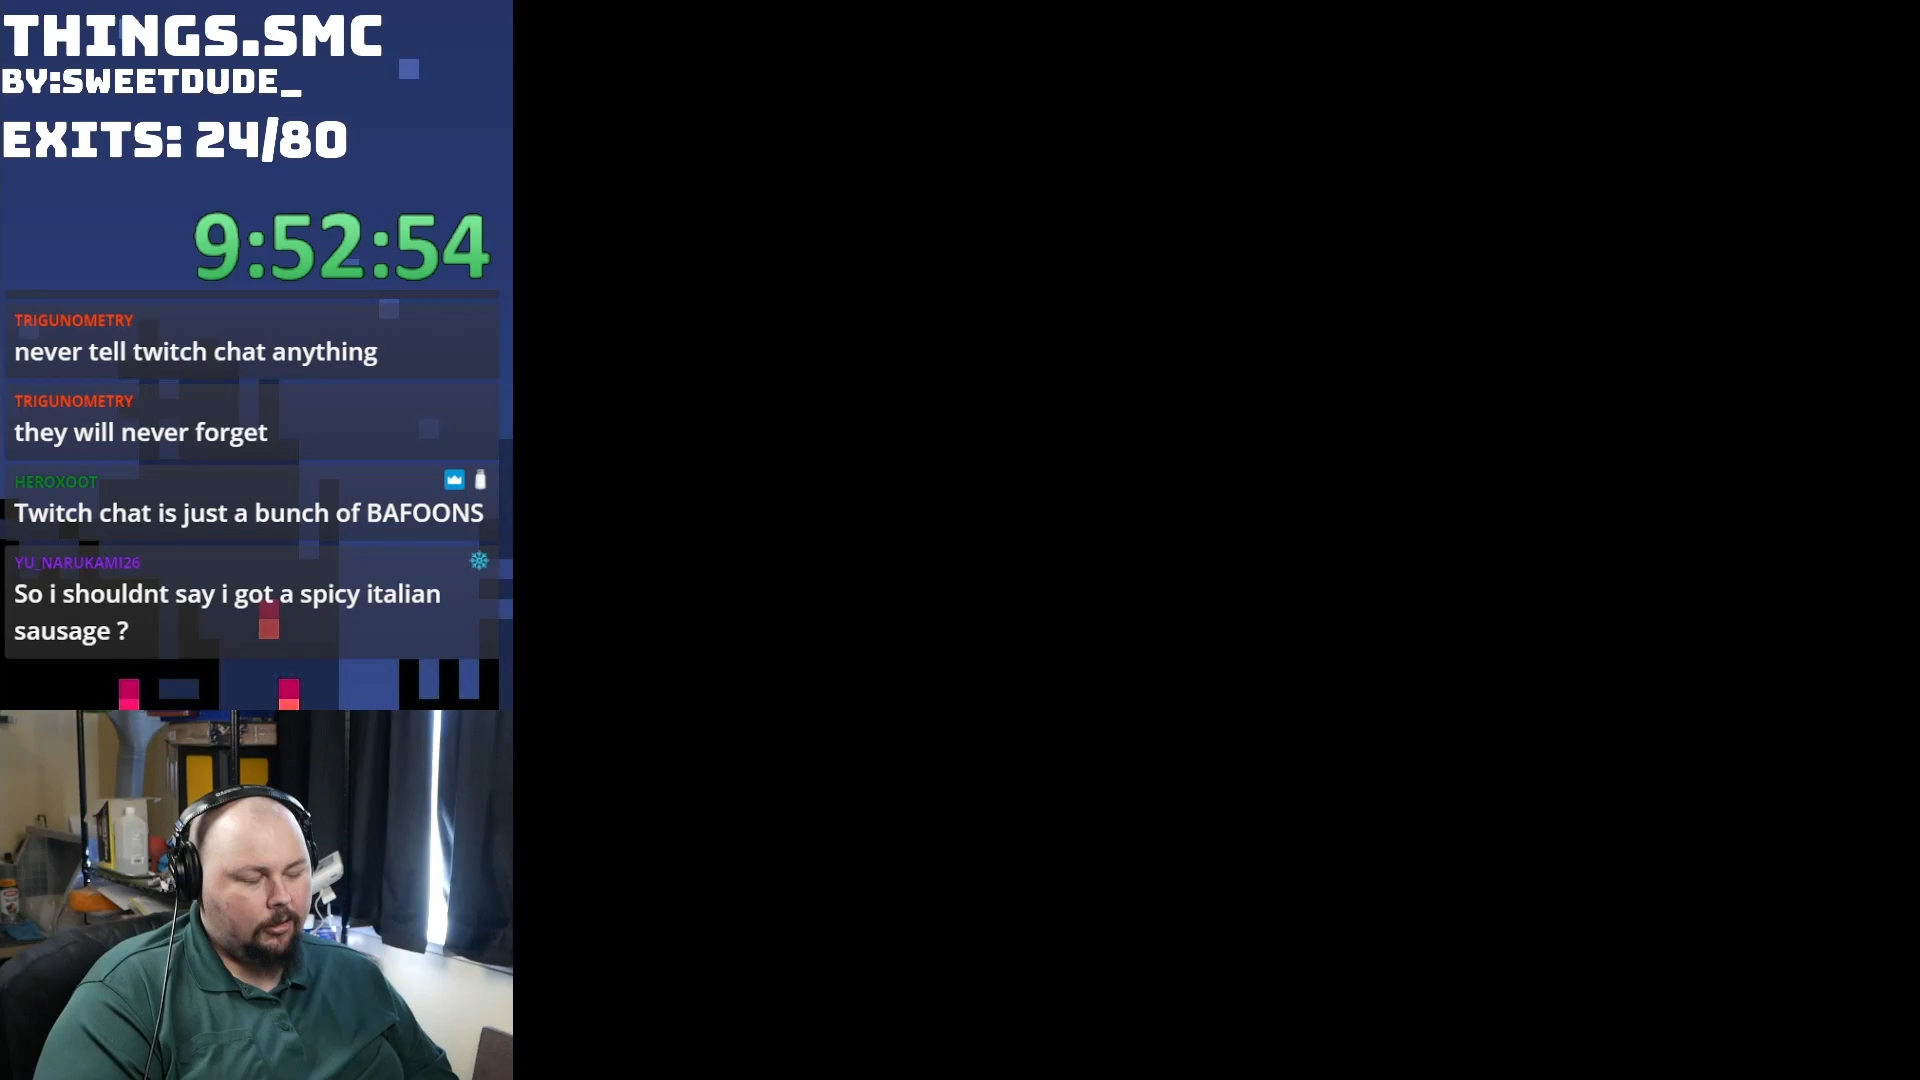 THINGS.SMC
BY:SWEETDUDE_
EXITS: 24/80
9:52:54
TRIGUNOMETRY
never tell twitch chat anything
TRIGUNOMETRY
they will never forget
HEROXOOT
Twitch chat is just a bunch of BAFOONS
YU_NARUKAMI26
So i shouldnt say i got a spicy italian
sausage ?